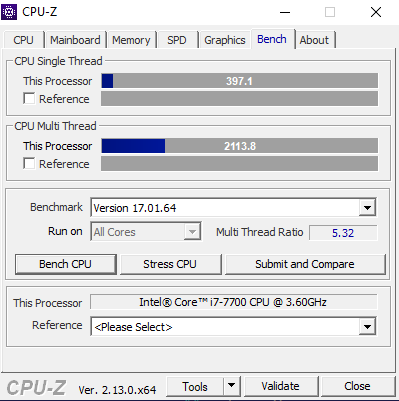 CPU-Z
CPU Mainboard Memory SPD Graphics Bench About
CPU Single Thread
This Processor 397.1
Reference
CPU Multi Thread
This Processor 2113.8
Reference
Benchmark Version 17.01.64
Run on All Cores Multi Thread Ratio 5.32
Bench CPU Stress CPU Submit and Compare
This Processor Intel® Core™ i7-7700 CPU @ 3.60GHz
Reference <Please Select>
CPU-Z Ver. 2.13.0.x64 Tools Validate Close